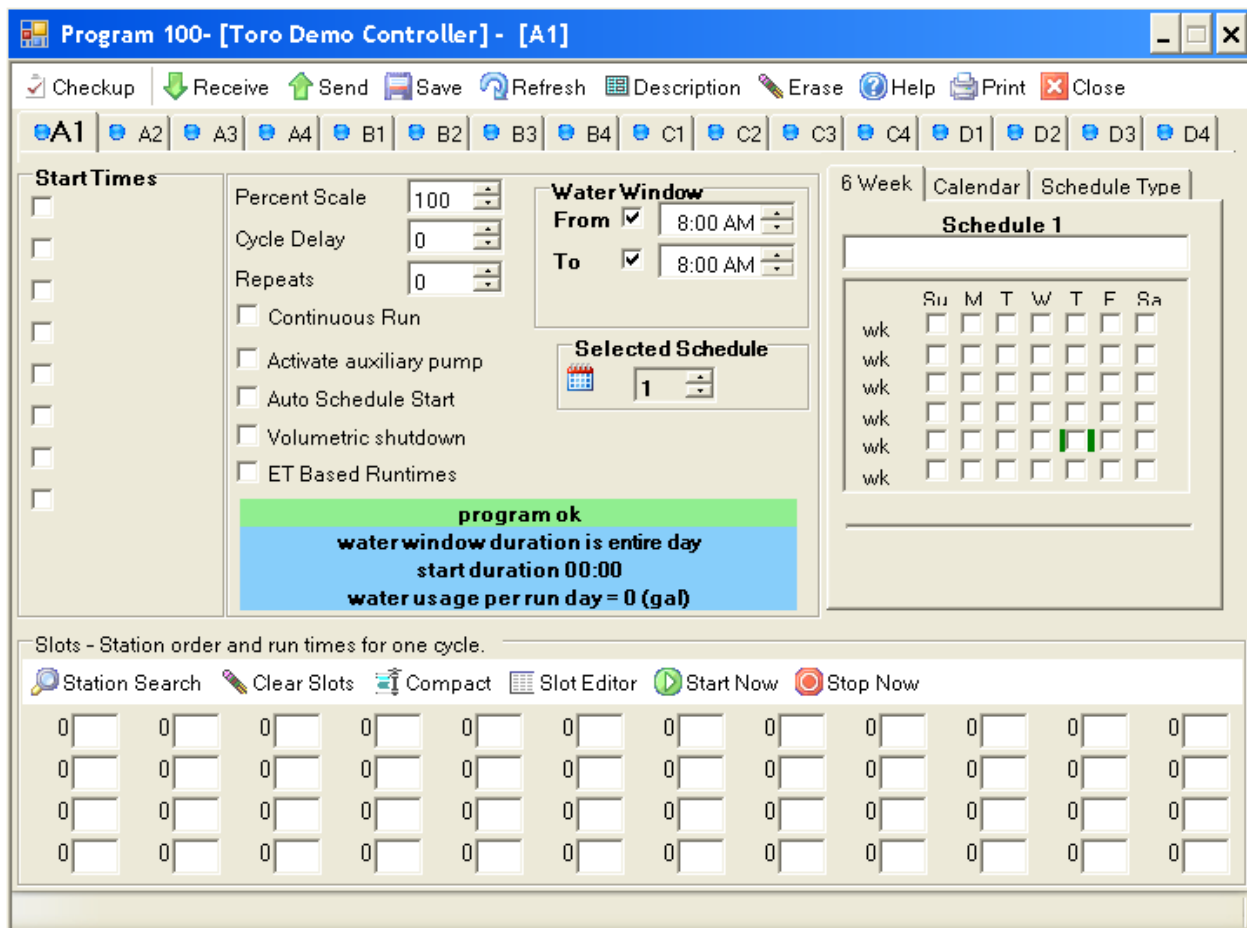 Program 100- [Toro Demo Controller] - [A1]
Checkup Receive Send Save Refresh Description Erase Help Print Close
A1 A2 A3 A4 B1 B2 B3 B4 C1 C2 C3 C4 D1 D2 D3 D4
Start Times
Percent Scale 100
Cycle Delay 0
Repeats 0
Continuous Run
Activate auxiliary pump
Auto Schedule Start
Volumetric shutdown
ET Based Runtimes
Water Window
From 8:00 AM
To 8:00 AM
Selected Schedule
1
program ok
water window duration is entire day
start duration 00:00
water usage per run day = 0 (gal)
6 Week Calendar Schedule Type
Schedule 1
Su M T W T F Sa
wk
wk
wk
wk
wk
wk
Slots - Station order and run times for one cycle.
Station Search Clear Slots Compact Slot Editor Start Now Stop Now
0 0 0 0 0 0 0 0 0 0 0 0
0 0 0 0 0 0 0 0 0 0 0 0
0 0 0 0 0 0 0 0 0 0 0 0
0 0 0 0 0 0 0 0 0 0 0 0